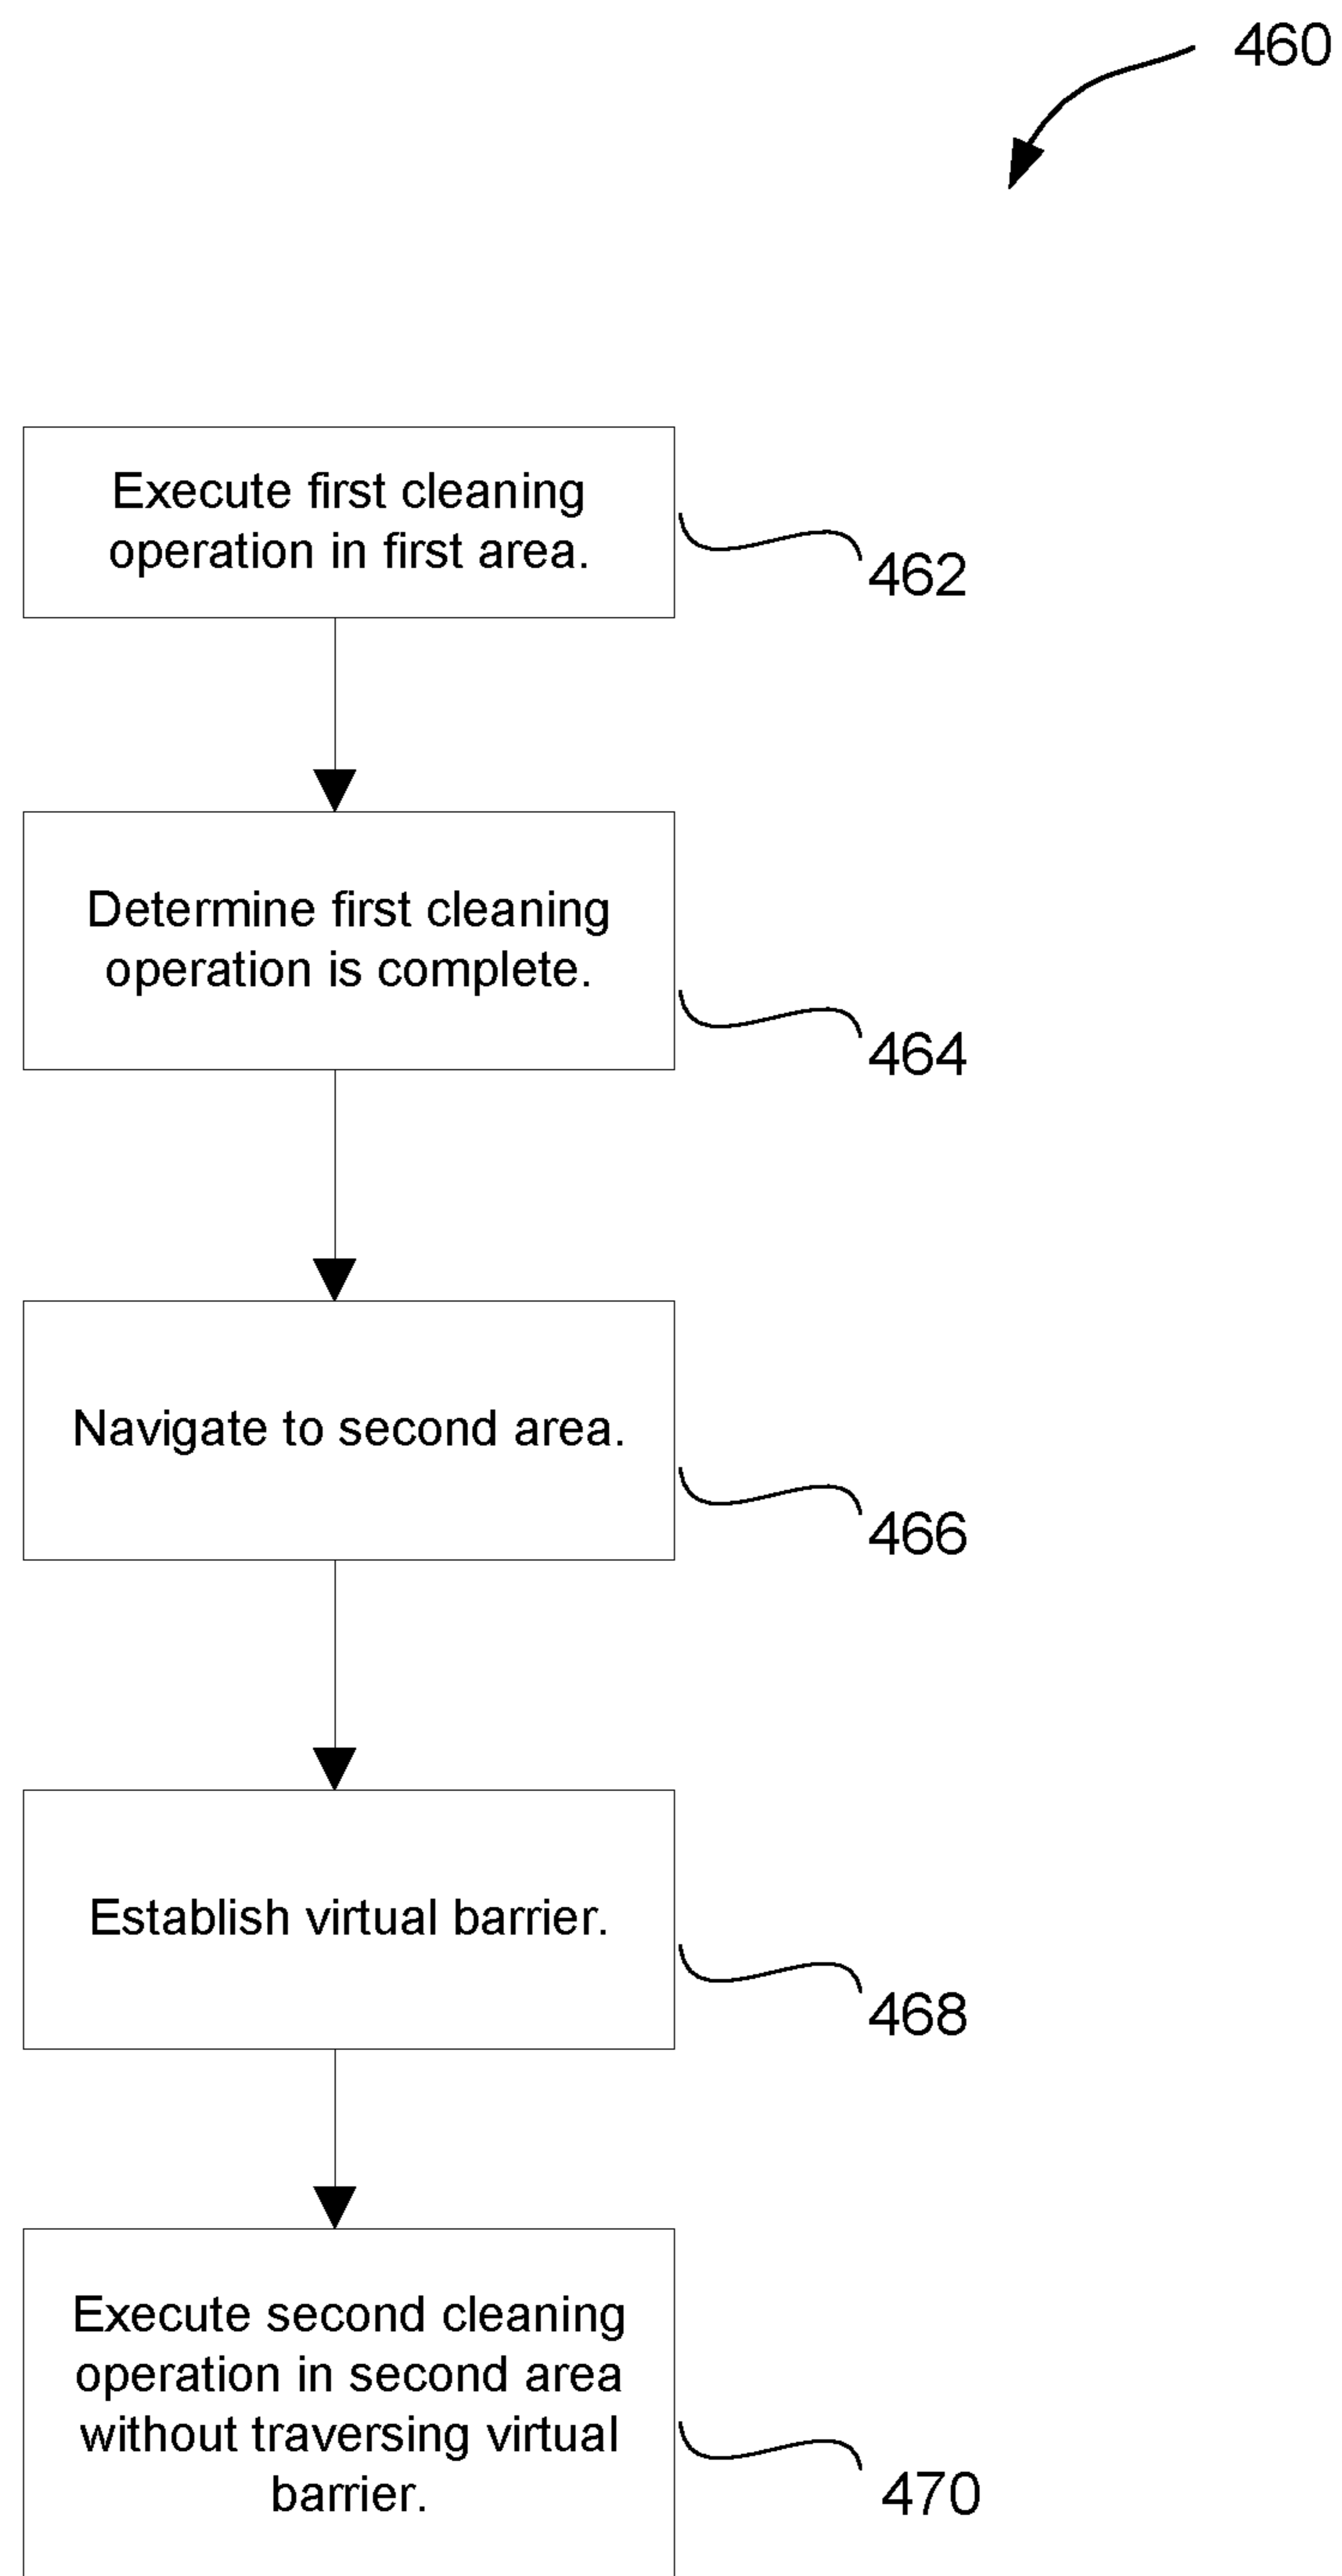 460
Execute first cleaning
operation in first area.
462
Determine first cleaning
operation is complete.
464
Navigate to second area.
466
Establish virtual barrier.
468
Execute second cleaning
operation in second area
without traversing virtual
barrier.
470